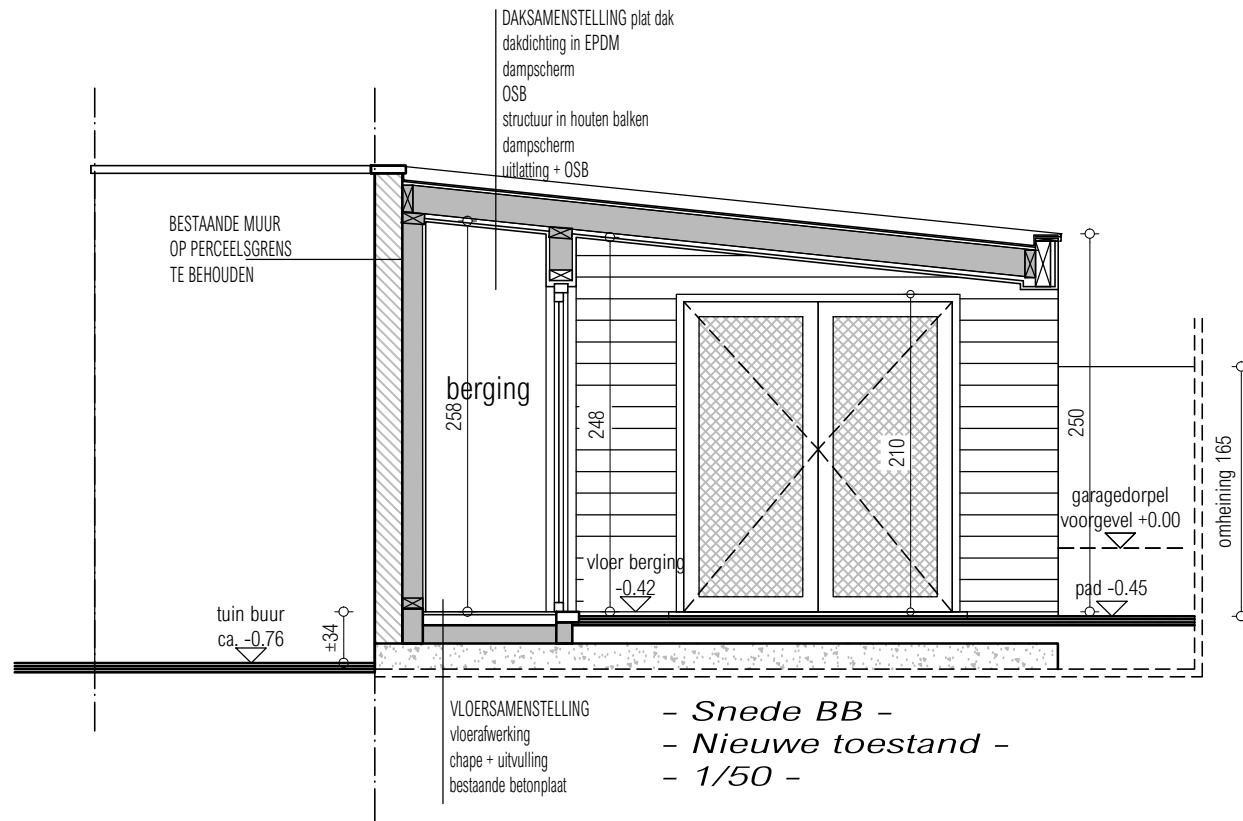 DAKSAMENSTELLING plat dak
dakdichting in EPDM
dampscherm
OSB
structuur in houten balken
dampscherm
uitlatting + OSB
BESTAANDE MUUR
OP PERCEELSGRENS
TE BEHOUDEN
berging
258
248
210
250
omheining 165
garagedorpel
voorgevel +0.00
vloer berging
-0.42
pad -0.45
tuin buur
ca. -0.76
±34
VLOERSAMENSTELLING
vloerafwerking
chape + uitvulling
bestaande betonplaat
- Snede BB -
- Nieuwe toestand -
- 1/50 -